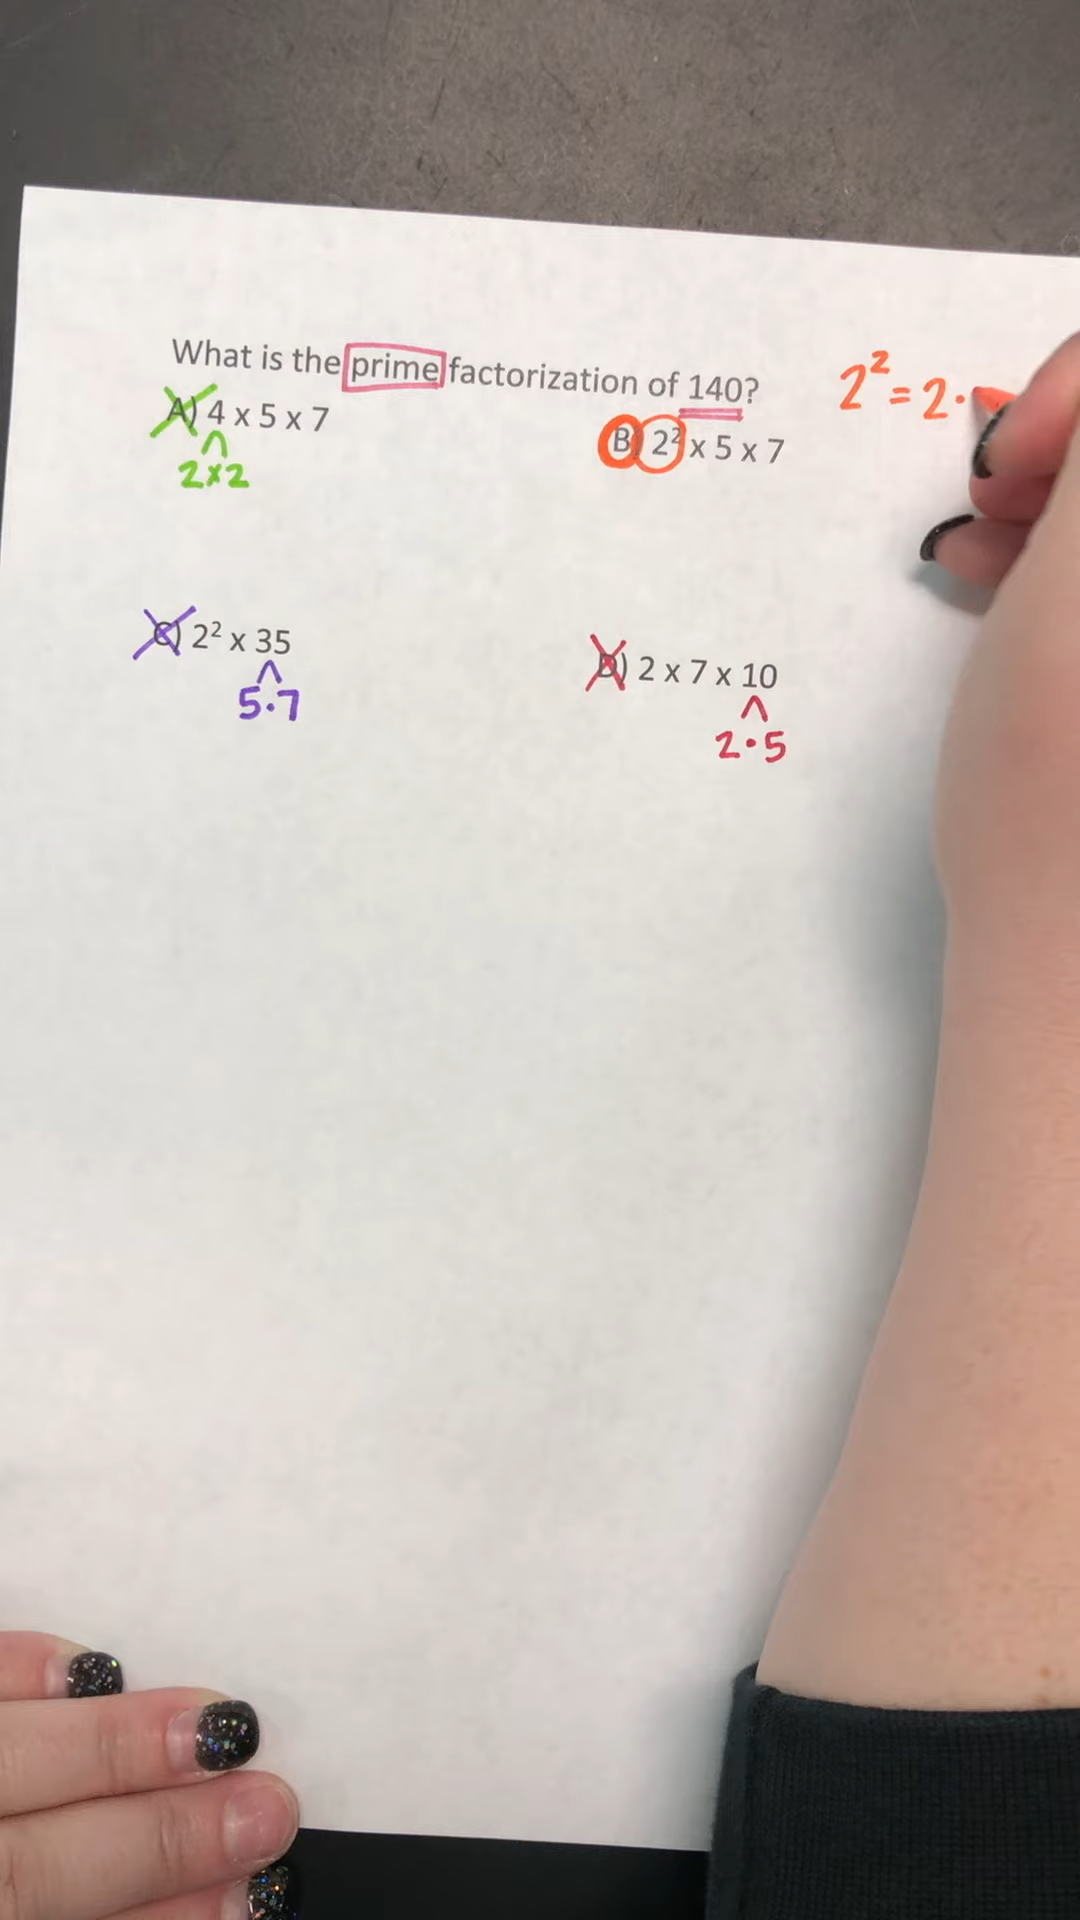 What is the prime factorization of 140?
2² = 2 ·
A) 4 x 5 x 7
2x2
B) 2² x 5 x 7
C) 2² x 35
5·7
D) 2 x 7 x 10
2·5